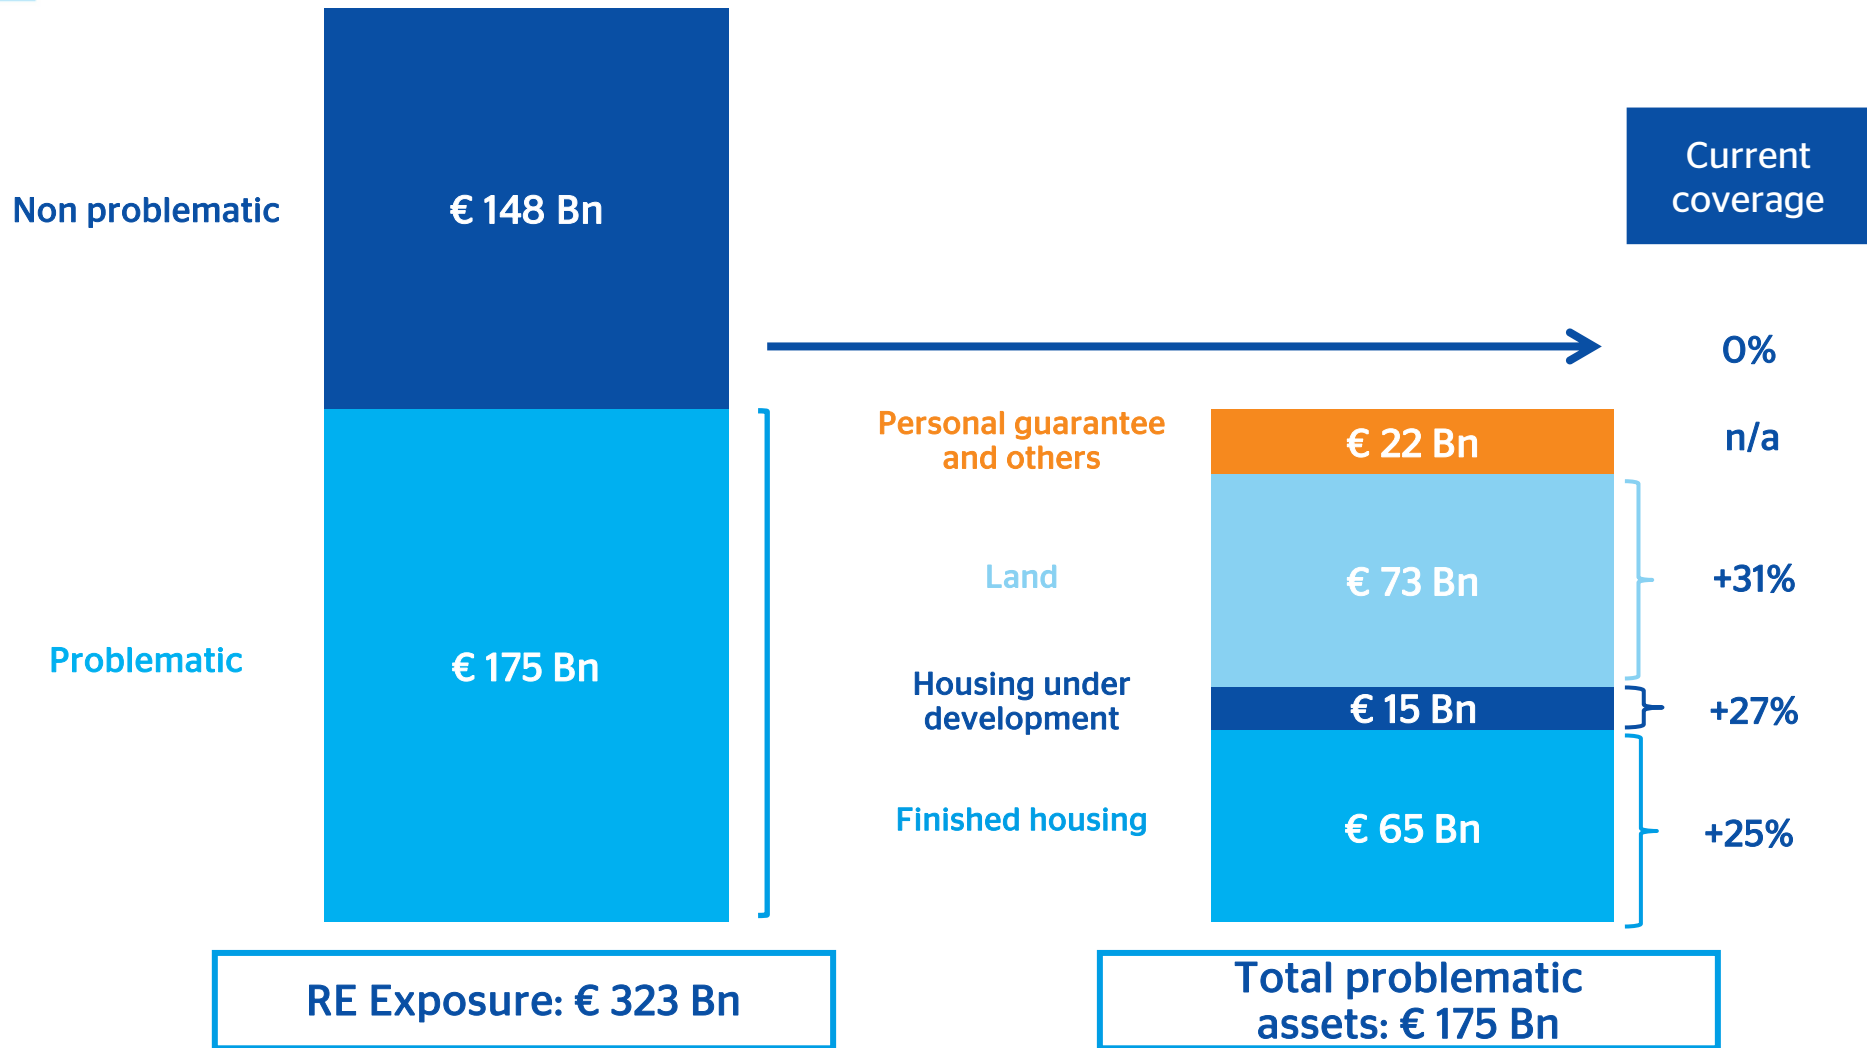 Current
coverage
Non problematic
€ 148 Bn
0%
Personal guarantee
and others
€ 22 Bn
n/a
Land
€ 73 Bn
+31%
Problematic
€ 175 Bn
Housing under
development
€ 15 Bn
+27%
Finished housing
€ 65 Bn
+25%
RE Exposure: € 323 Bn
Total problematic
assets: € 175 Bn